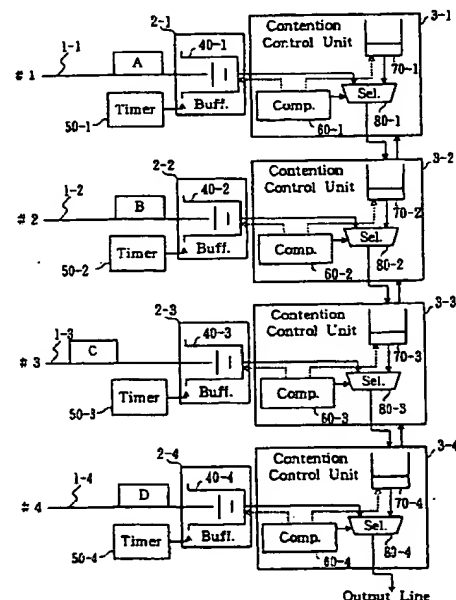 3-1
2-1
Contention
Control Unit
1-1
40-1
A
70-1
# 1
Sel.
Timer
Comp.
80-1
50-1
Buff.
60-1
3-2
2-2
Contention
Control Unit
1-2
40-2
B
70-2
# 2
Sel.
Timer
Comp.
80-2
50-2
Buff.
60-2
3-3
2-3
Contention
Control Unit
1-3
40-3
C
70-3
# 3
Sel.
Timer
Comp.
80-3
50-3
Buff.
60-3
3-4
2-4
Contention
Control Unit
1-4
40-4
D
70-4
# 4
Sel.
Timer
Comp.
80-4
50-4
Buff.
60-4
Output Line